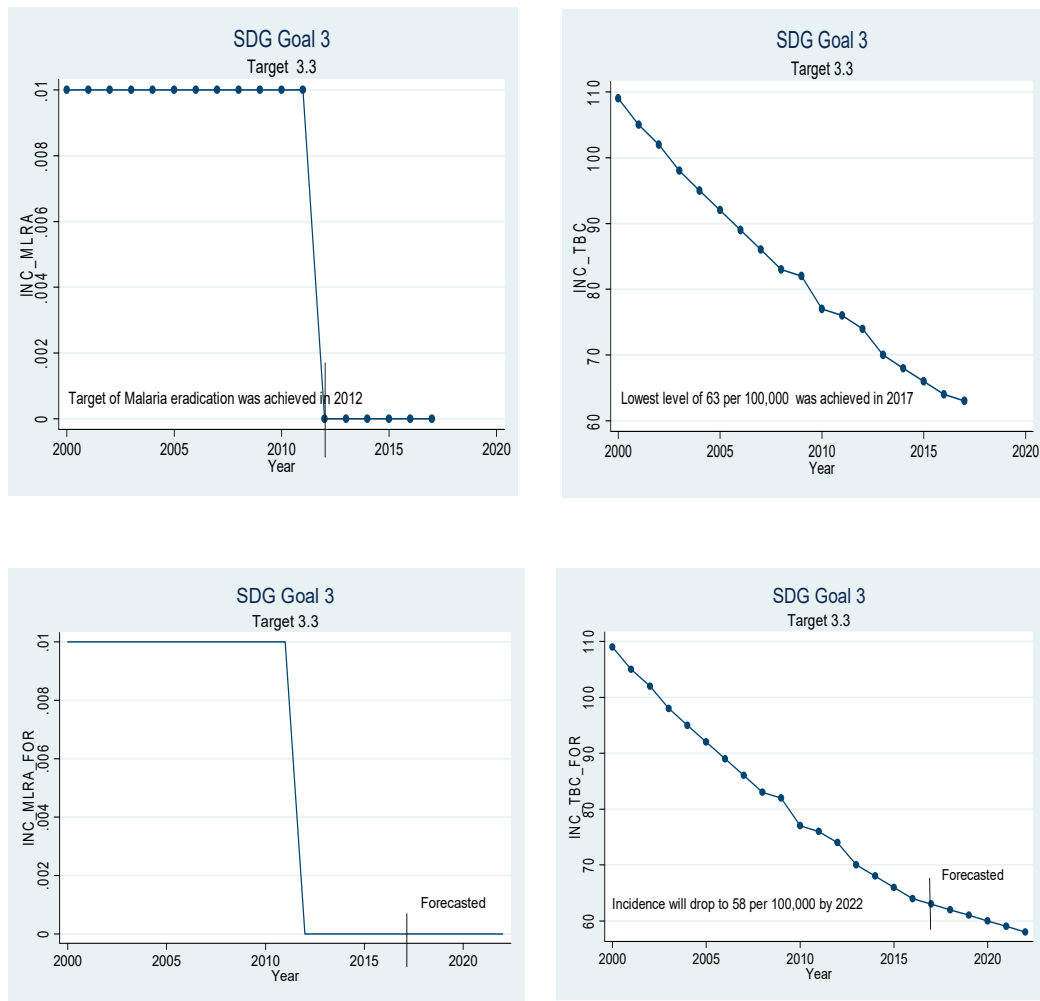 SDG Goal 3
Target  3.3
INC_MLRA
.01
.008
.006
.004
.002
0
Target of Malaria eradication was achieved in 2012
2000 2005 2010 2015 2020
Year
SDG Goal 3
Target 3.3
INC_TBC
110
100
90
80
70
60
Lowest level of 63 per 100,000  was achieved in 2017
2000 2005 2010 2015 2020
Year
SDG Goal 3
Target 3.3
INC_MLRA_FOR
.01
.008
.006
.004
.002
0
Forecasted
2000 2005 2010 2015 2020
Year
SDG Goal 3
Target 3.3
INC_TBC_FOR
110
100
90
80
70
60
Forecasted
Incidence will drop to 58 per 100,000 by 2022
2000 2005 2010 2015 2020
Year